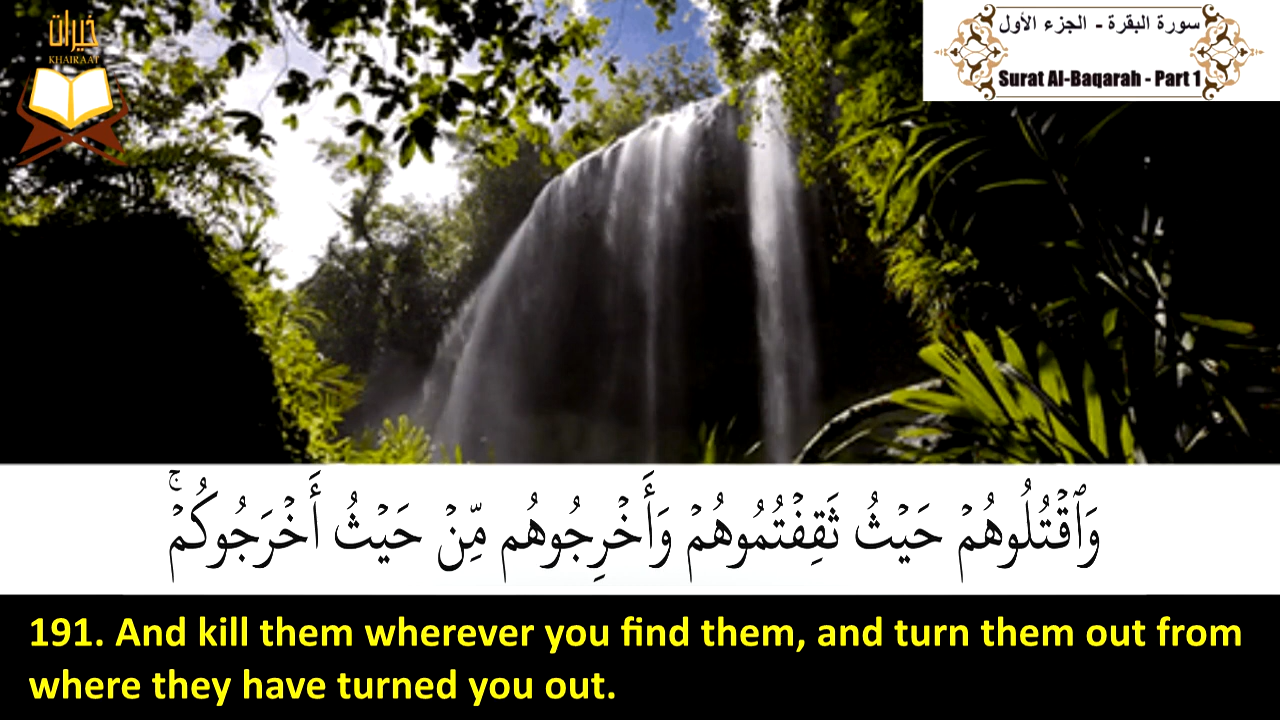 خيرات
KHAIRAAT
سورة البقرة - الجزء الأول
Surat Al-Baqarah - Part 1
وَٱقْتُلُوهُمْ حَيْثُ ثَقِفْتُمُوهُمْ وَأَخْرِجُوهُم مِّنْ حَيْثُ أَخْرَجُوكُمْ ۚ
191. And kill them wherever you find them, and turn them out from
where they have turned you out.